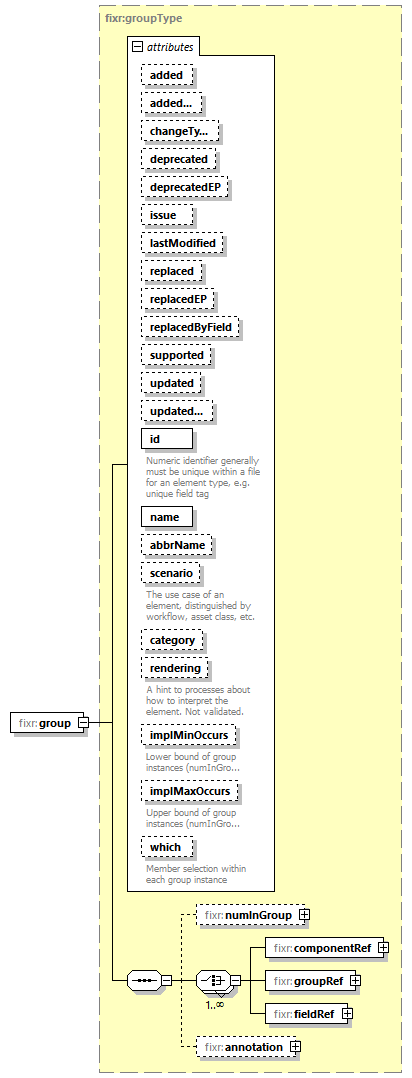 fixr:groupType
attributes
added
added...
changeTy...
deprecated
deprecatedEP
issue
lastModified
replaced
replacedEP
replacedByField
supported
updated
updated...
id
Numeric identifier generally
must be unique within a file
for an element type, e.g.
unique field tag
name
abbrName
scenario
The use case of an
element, distinguished by
workflow, asset class, etc.
category
rendering
A hint to processes about
how to interpret the
element. Not validated.
fixr:group
implMinOccurs
Lower bound of group
instances (numInGro...
implMaxOccurs
Upper bound of group
instances (numInGro...
which
Member selection within
each group instance
fixr:numInGroup
fixr:componentRef
fixr:groupRef
1..∞
fixr:fieldRef
fixr:annotation